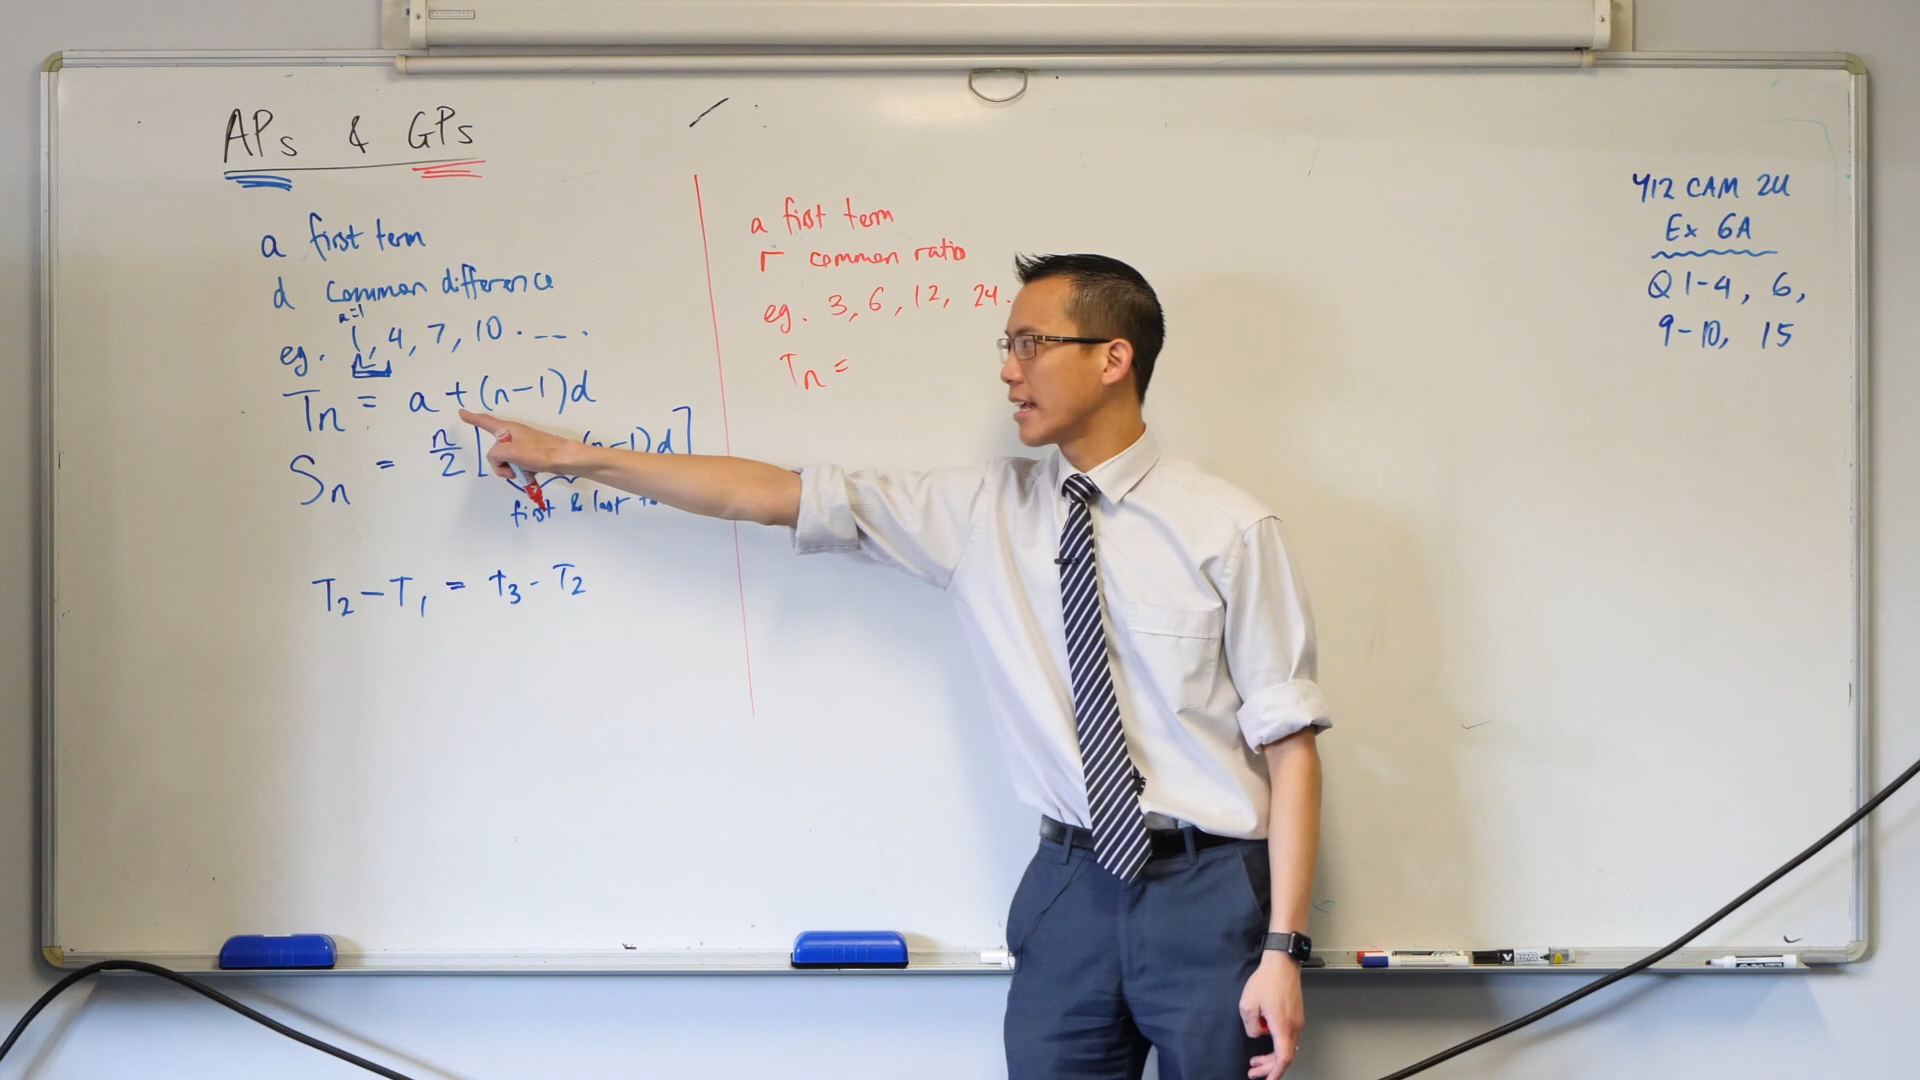 APs & GPs
a first term
d common difference
a=1
eg. 1, 4, 7, 10 . . . .
Tn = a + (n-1)d
Sn = n/2 [ (n-1)d]
first & last
T2 - T1 = T3 - T2
a first term
r common ratio
eg. 3, 6, 12, 24.
Tn =
Y12 CAM 2U
Ex 6A
Q 1-4, 6,
9-10, 15